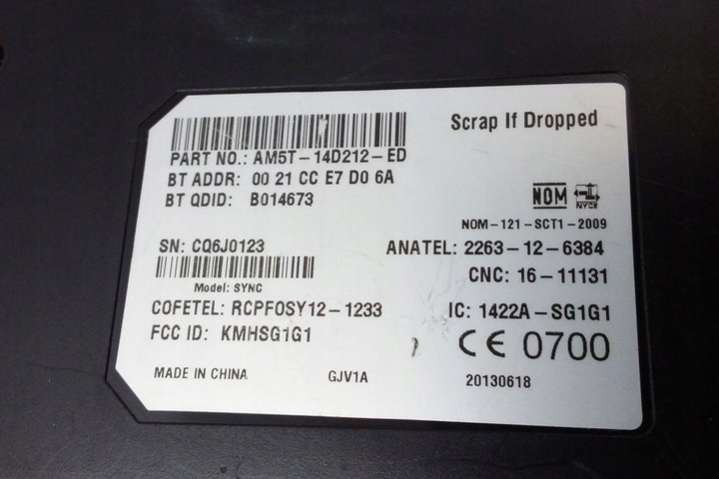 Scrap If Dropped
PART NO.: AM5T-14D212-ED
BT ADDR: 00 21 CC E7 D0 6A
BT QDID: B014673
NOM
NYCE
NOM-121-SCT1-2009
SN: CQ6J0123
ANATEL: 2263-12-6384
Model: SYNC
CNC: 16-11131
COFETEL: RCPFOSY12-1233
IC: 1422A-SG1G1
FCC ID: KMHSG1G1
CE 0700
MADE IN CHINA
GJV1A
20130618